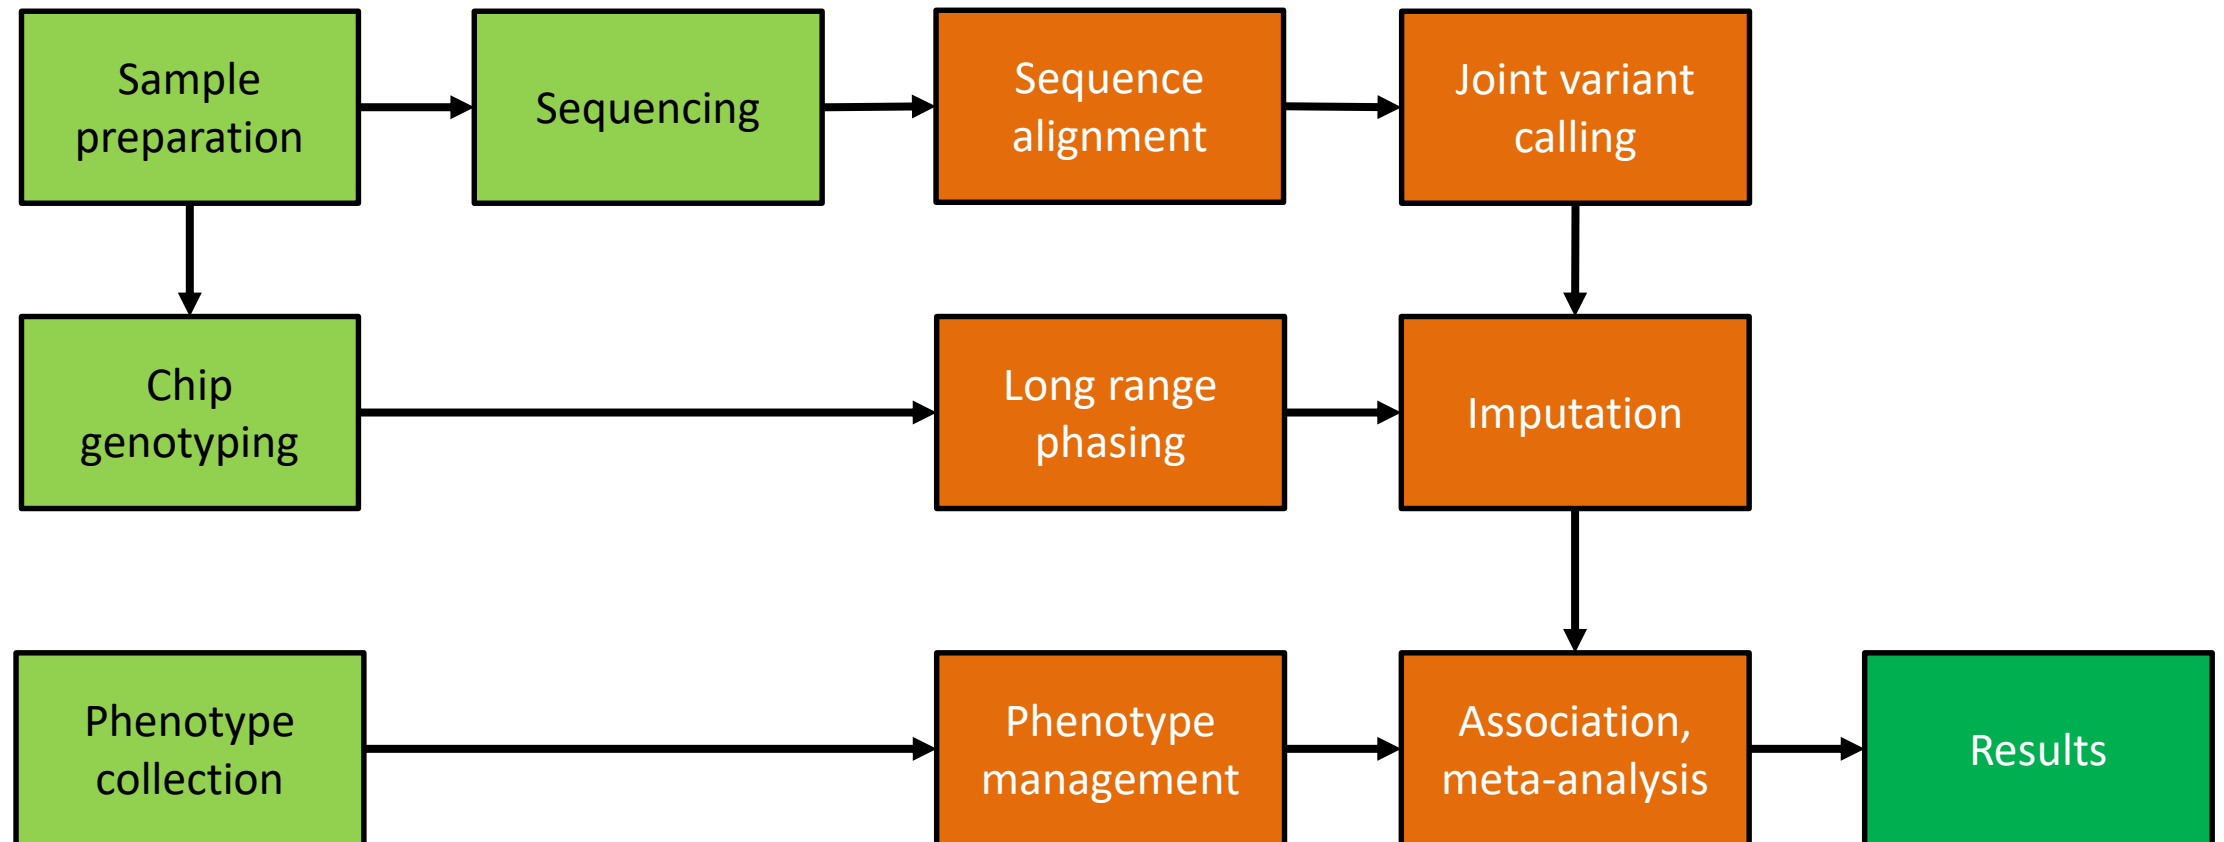 Sample
preparation
Sequencing
Sequence
alignment
Joint variant
calling
Chip
genotyping
Long range
phasing
Imputation
Phenotype
collection
Phenotype
management
Association,
meta-analysis
Results